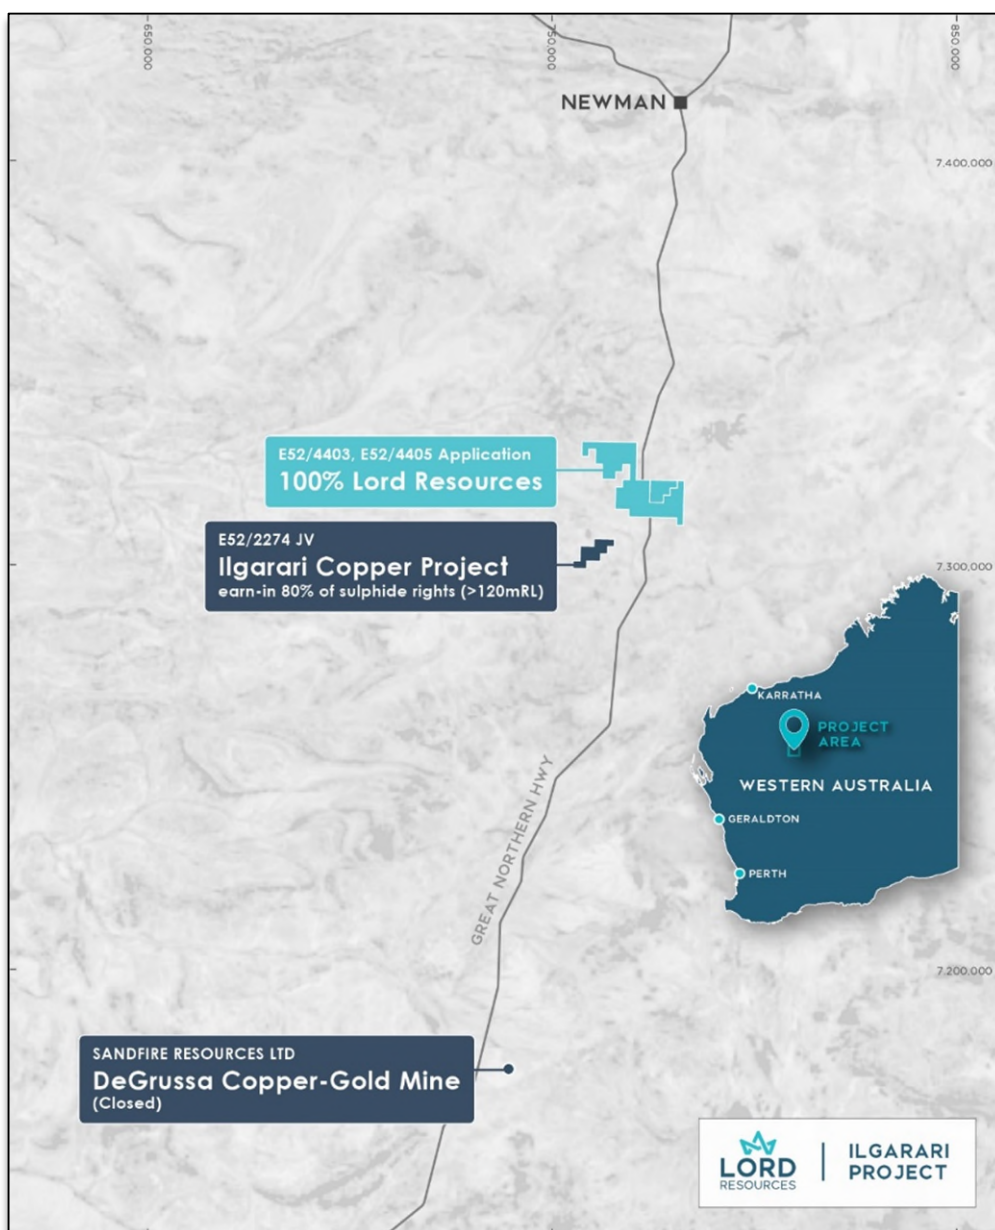 650,000
750,000
850,000
NEWMAN
7,400,000
E52/4403, E52/4405 Application
100% Lord Resources
E52/2274 JV
Ilgarari Copper Project
earn-in 80% of sulphide rights (>120mRL)
7,300,000
KARRATHA
PROJECT
AREA
WESTERN AUSTRALIA
GERALDTON
PERTH
GREAT NORTHERN HWY
7,200,000
SANDFIRE RESOURCES LTD
DeGrussa Copper-Gold Mine
(Closed)
LORD
RESOURCES
ILGARARI
PROJECT